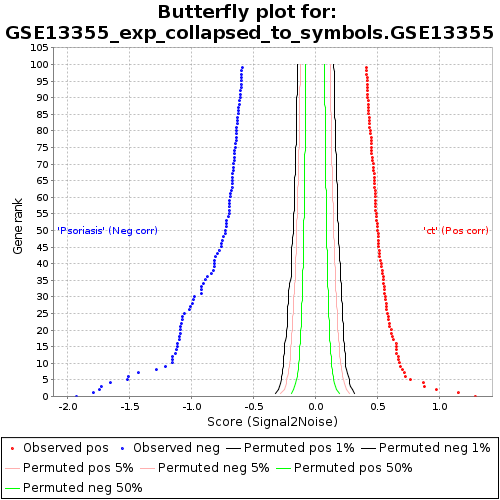 Butterfly plot for:
GSE13355_exp_collapsed_to_symbols.GSE13355
105
100
95
90
85
80
75
70
65
60
55
50
45
40
35
30
25
20
15
10
5
0
Gene rank
'Psoriasis' (Neg corr)
'ct' (Pos corr)
-2.0 -1.5 -1.0 -0.5 0.0 0.5 1.0
Score (Signal2Noise)
Observed pos Observed neg Permuted pos 1% Permuted neg 1%
Permuted pos 5% Permuted neg 5% Permuted pos 50%
Permuted neg 50%